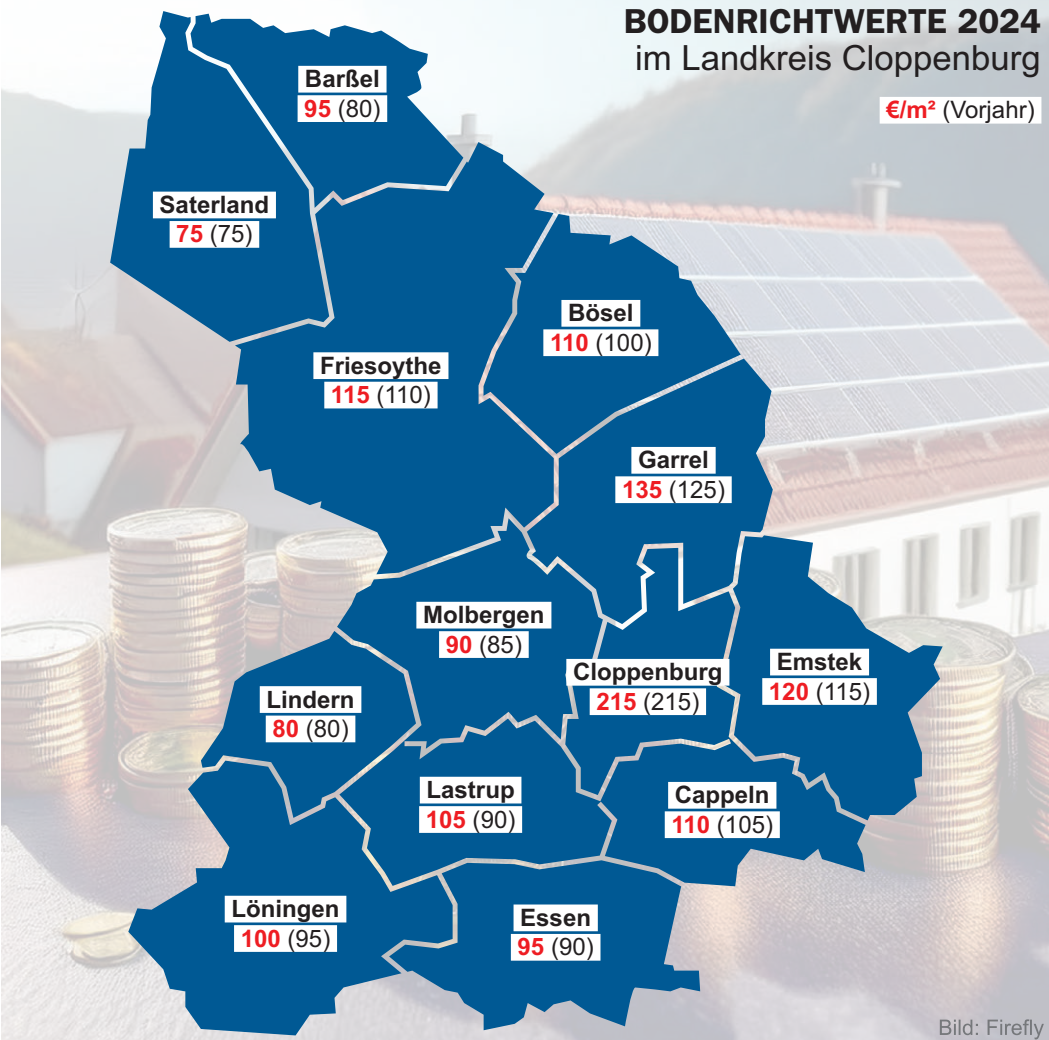 BODENRICHTWERTE 2024
im Landkreis Cloppenburg
€/m² (Vorjahr)
Barßel
95 (80)
Saterland
75 (75)
Bösel
110 (100)
Friesoythe
115 (110)
Garrel
135 (125)
Molbergen
90 (85)
Cloppenburg
215 (215)
Emstek
120 (115)
Lindern
80 (80)
Lastrup
105 (90)
Cappeln
110 (105)
Löningen
100 (95)
Essen
95 (90)
Bild: Firefly